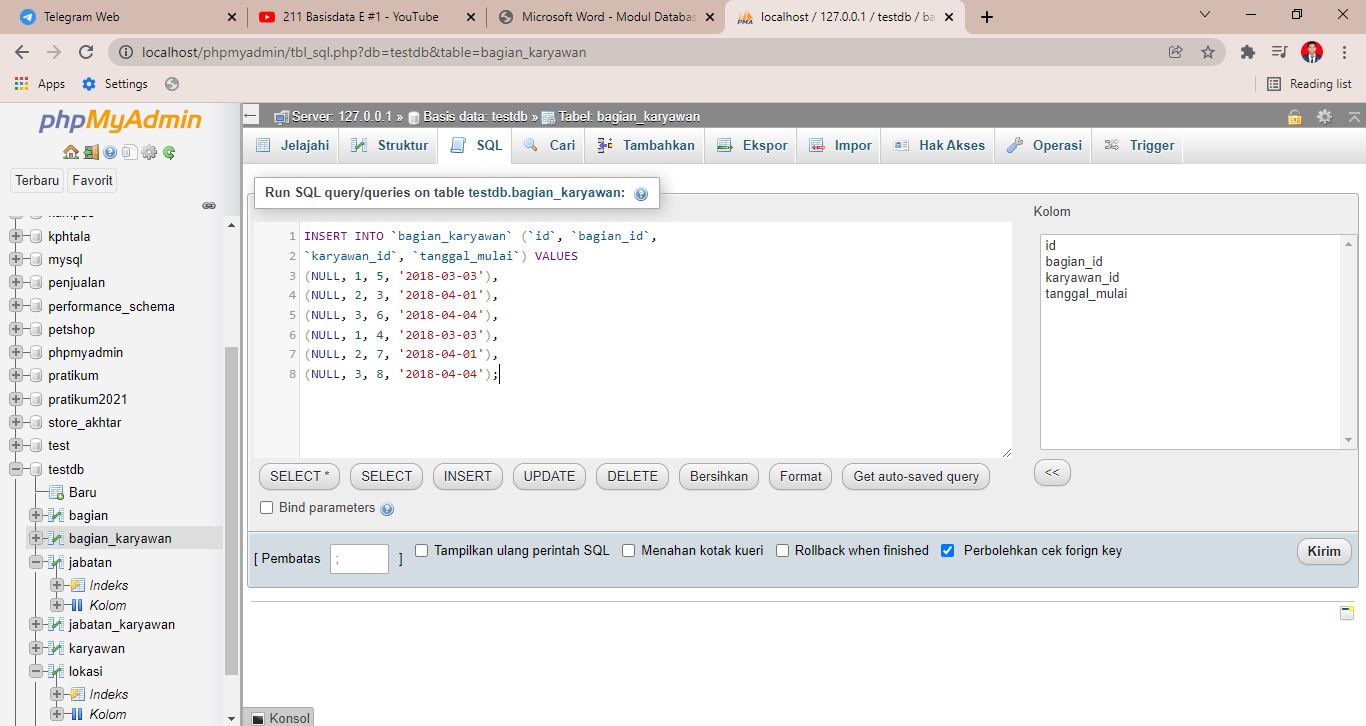 Telegram Web
211 Basisdata E #1 - YouTube
Microsoft Word - Modul Databas
localhost / 127.0.0.1 / testdb / ba
localhost/phpmyadmin/tbl_sql.php?db=testdb&table=bagian_karyawan
Apps
Settings
Reading list
phpMyAdmin
Terbaru
Favorit
kphtala
mysql
penjualan
performance_schema
petshop
phpmyadmin
pratikum
pratikum2021
store_akhtar
test
testdb
Baru
bagian
bagian_karyawan
jabatan
Indeks
Kolom
jabatan_karyawan
karyawan
lokasi
Indeks
Kolom
Server: 127.0.0.1 » Basis data: testdb » Tabel: bagian_karyawan
Jelajahi
Struktur
SQL
Cari
Tambahkan
Ekspor
Impor
Hak Akses
Operasi
Trigger
Run SQL query/queries on table testdb.bagian_karyawan:
1 INSERT INTO `bagian_karyawan` (`id`, `bagian_id`,
2 `karyawan_id`, `tanggal_mulai`) VALUES
3 (NULL, 1, 5, '2018-03-03'),
4 (NULL, 2, 3, '2018-04-01'),
5 (NULL, 3, 6, '2018-04-04'),
6 (NULL, 1, 4, '2018-03-03'),
7 (NULL, 2, 7, '2018-04-01'),
8 (NULL, 3, 8, '2018-04-04');
Kolom
id
bagian_id
karyawan_id
tanggal_mulai
SELECT *
SELECT
INSERT
UPDATE
DELETE
Bersihkan
Format
Get auto-saved query
<<
Bind parameters
[ Pembatas ; ]
Tampilkan ulang perintah SQL
Menahan kotak kueri
Rollback when finished
Perbolehkan cek forign key
Kirim
Konsol